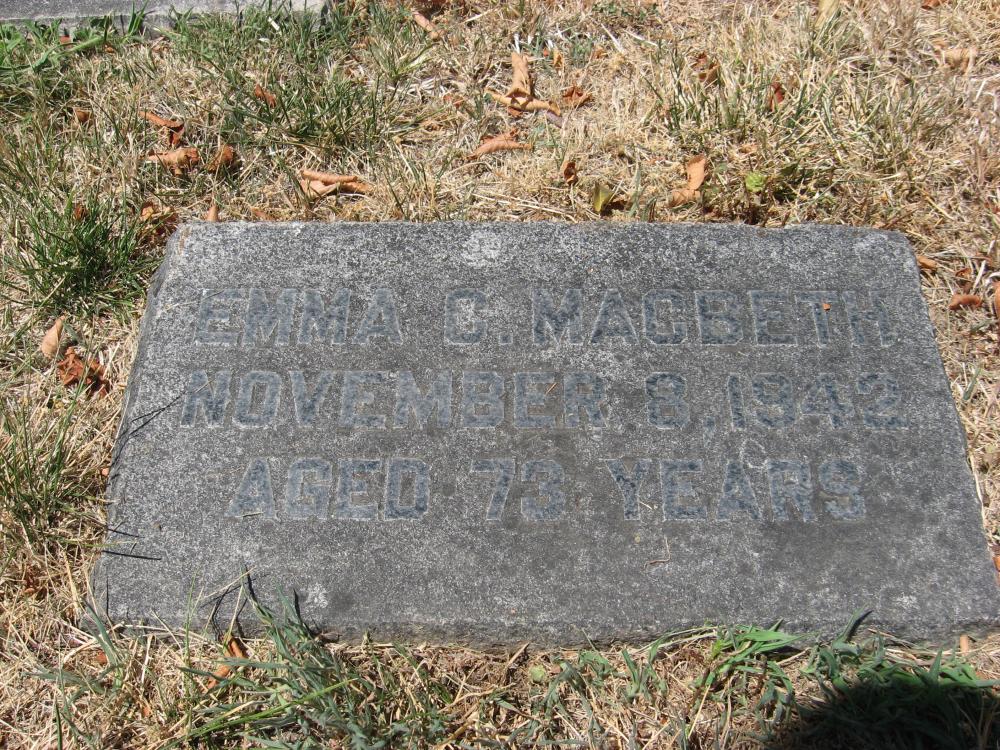 EMMA C. MACBETH
NOVEMBER 8, 1942
AGED 73 YEARS